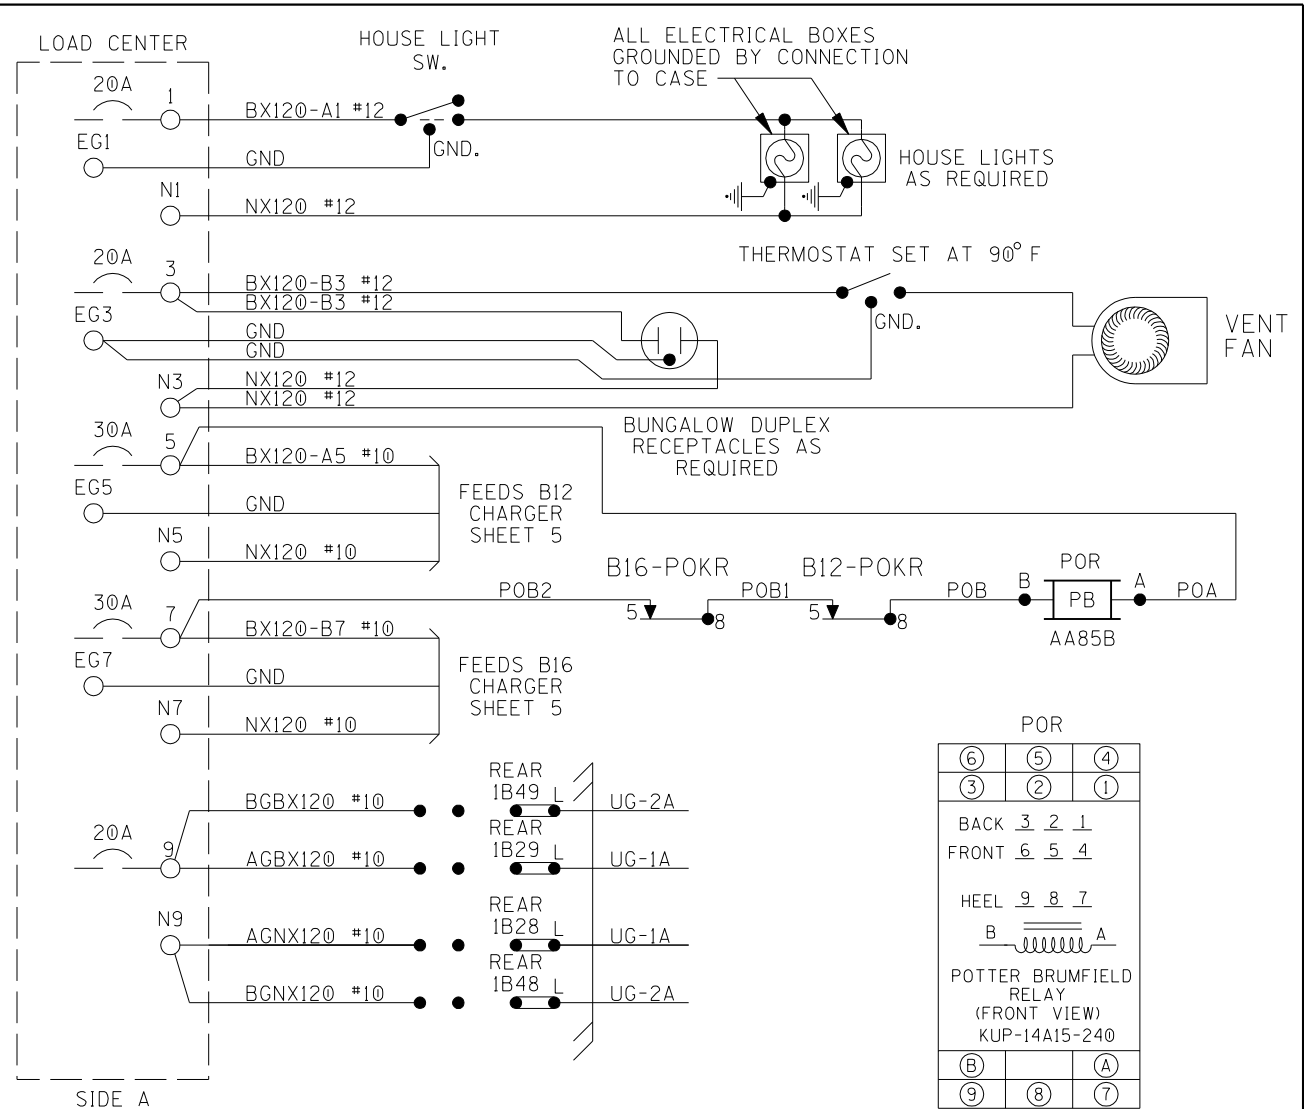 LOAD CENTER
HOUSE LIGHT
SW.
ALL ELECTRICAL BOXES
GROUNDED BY CONNECTION
TO CASE
20A
1
BX120-A1 #12
EG1
GND
GND.
HOUSE LIGHTS
AS REQUIRED
N1
NX120 #12
THERMOSTAT SET AT 90° F
20A
3
BX120-B3 #12
BX120-B3 #12
EG3
GND
GND
GND.
VENT
FAN
N3
NX120 #12
NX120 #12
BUNGALOW DUPLEX
RECEPTACLES AS
REQUIRED
30A
5
BX120-A5 #10
EG5
GND
FEEDS B12
CHARGER
SHEET 5
N5
NX120 #10
B16-POKR
B12-POKR
POR
POB2
5
8
POB1
5
8
POB
B
PB
A
POA
AA85B
30A
7
BX120-B7 #10
EG7
GND
FEEDS B16
CHARGER
SHEET 5
N7
NX120 #10
REAR
1B49 L
BGBX120 #10
UG-2A
20A
9
REAR
1B29 L
AGBX120 #10
UG-1A
N9
REAR
1B28 L
AGNX120 #10
UG-1A
REAR
1B48 L
BGNX120 #10
UG-2A
SIDE A
POR
6 5 4
3 2 1
BACK 3 2 1
FRONT 6 5 4
HEEL 9 8 7
B A
POTTER BRUMFIELD
RELAY
(FRONT VIEW)
KUP-14A15-240
B A
9 8 7